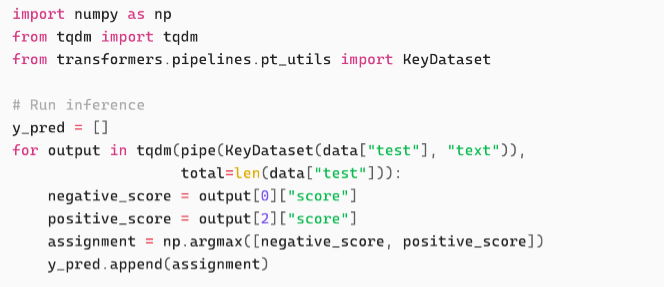 import numpy as np
from tqdm import tqdm
from transformers.pipelines.pt_utils import KeyDataset

# Run inference
y_pred = []
for output in tqdm(pipe(KeyDataset(data["test"], "text")),
                   total=len(data["test"])):
    negative_score = output[0]["score"]
    positive_score = output[2]["score"]
    assignment = np.argmax([negative_score, positive_score])
    y_pred.append(assignment)